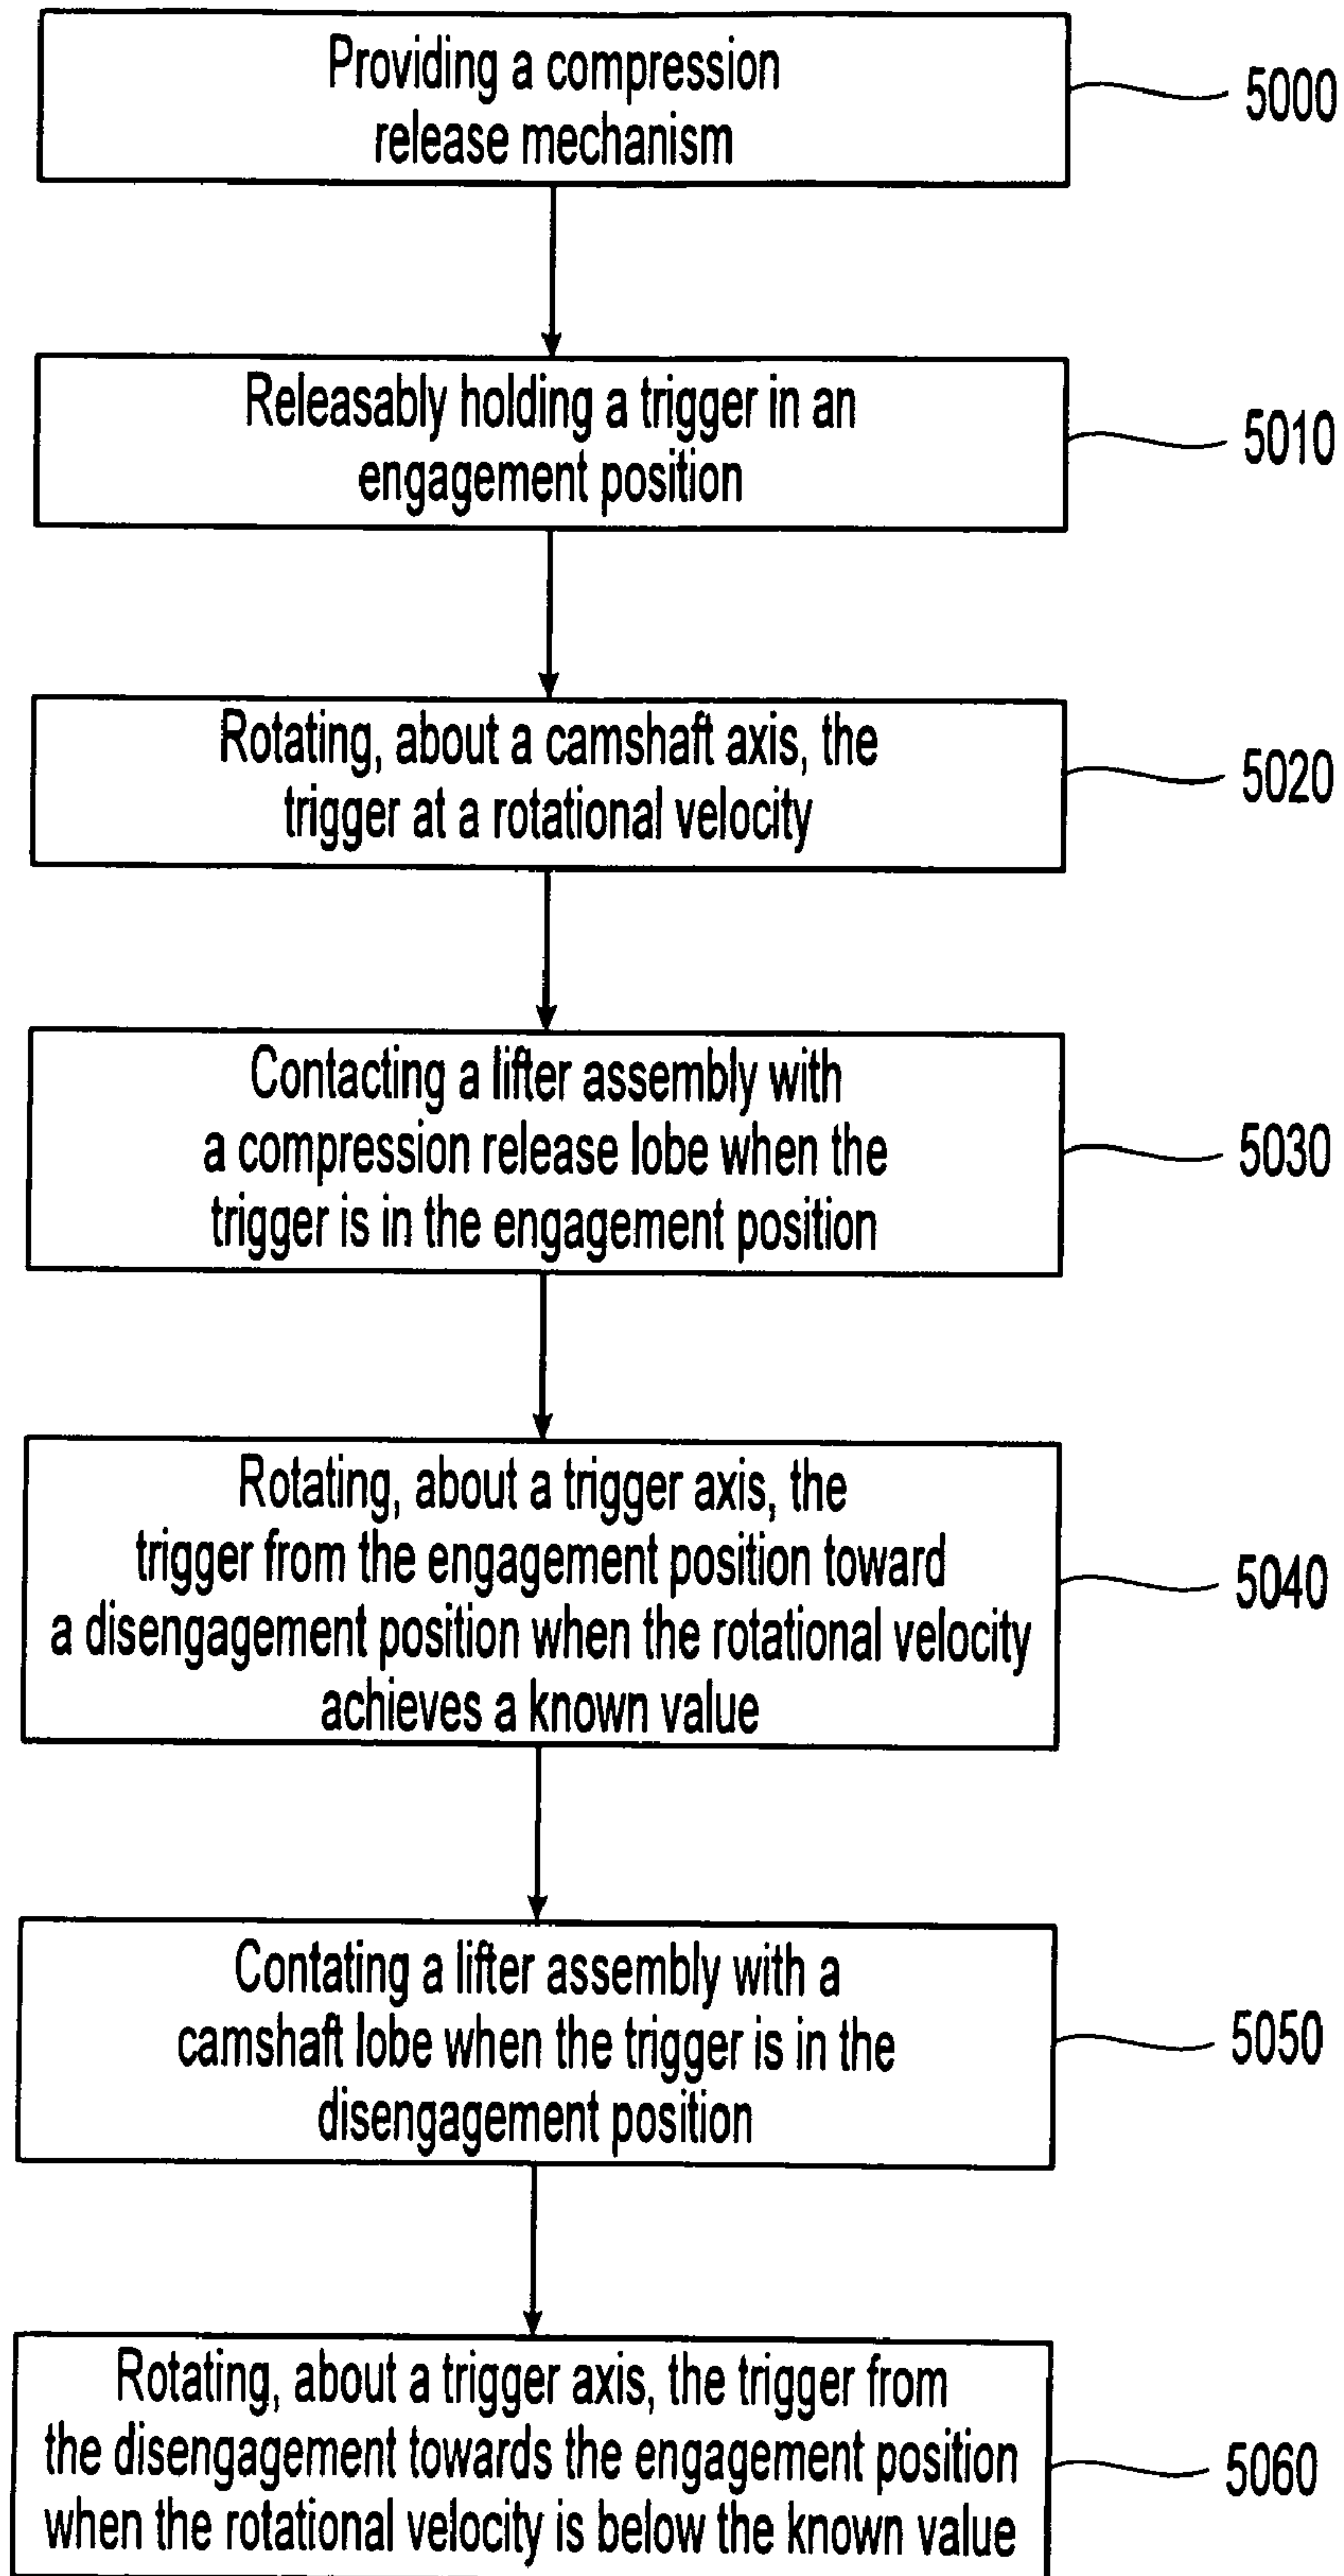 Providing a compression
release mechanism
5000
Releasably holding a trigger in an
engagement position
5010
Rotating, about a camshaft axis, the
trigger at a rotational velocity
5020
Contacting a lifter assembly with
a compression release lobe when the
trigger is in the engagement position
5030
Rotating, about a trigger axis, the
trigger from the engagement position toward
a disengagement position when the rotational velocity
achieves a known value
5040
Contating a lifter assembly with a
camshaft lobe when the trigger is in the
disengagement position
5050
Rotating, about a trigger axis, the trigger from
the disengagement towards the engagement position
when the rotational velocity is below the known value
5060